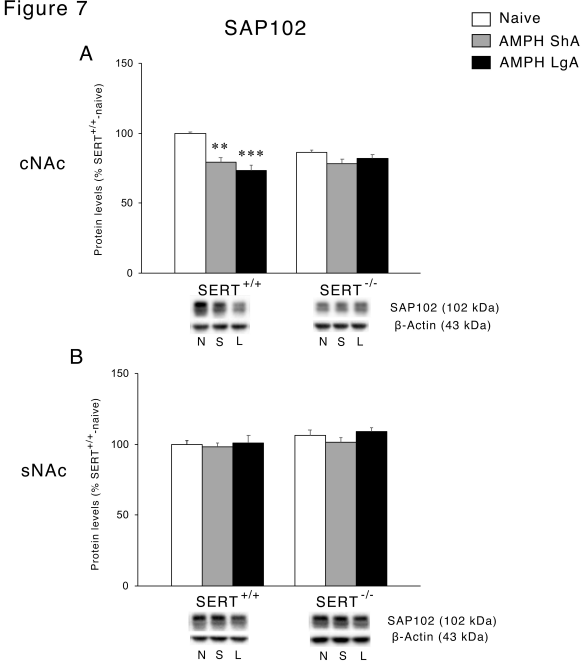 Figure 7
SAP102
Naive
AMPH ShA
AMPH LgA
A
cNAc
Protein levels (% SERT+/+-naive)
150
100
50
0
**
***
SERT+/+
SERT-/-
SAP102 (102 kDa)
β-Actin (43 kDa)
N S L
N S L
B
sNAc
Protein levels (% SERT+/+-naive)
150
100
50
0
SERT+/+
SERT-/-
SAP102 (102 kDa)
β-Actin (43 kDa)
N S L
N S L